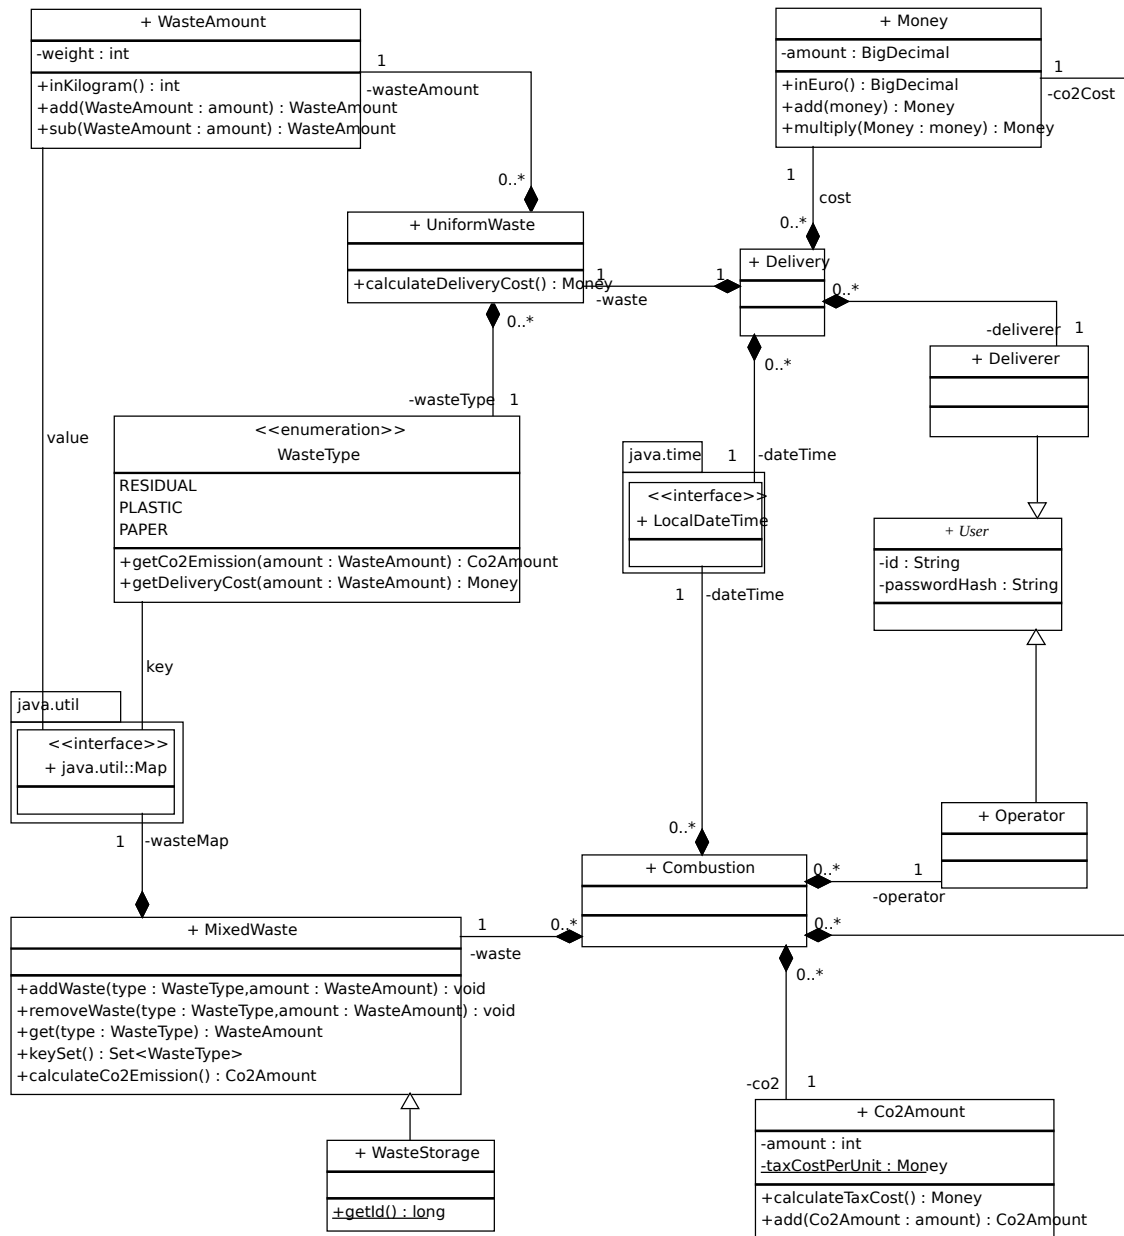 + WasteAmount
-weight : int
+inKilogram() : int
+add(WasteAmount : amount) : WasteAmount
+sub(WasteAmount : amount) : WasteAmount
1
-wasteAmount
0..*
+ Money
-amount : BigDecimal
+inEuro() : BigDecimal
+add(money) : Money
+multiply(Money : money) : Money
1
-co2Cost
1
cost
0..*
+ UniformWaste
+calculateDeliveryCost() : Money
1
-waste
1
+ Delivery
0..*
-deliverer
1
+ Deliverer
0..*
-wasteType
1
0..*
<<enumeration>>
WasteType
RESIDUAL
PLASTIC
PAPER
+getCo2Emission(amount : WasteAmount) : Co2Amount
+getDeliveryCost(amount : WasteAmount) : Money
value
key
1
-dateTime
java.time
<<interface>>
+ LocalDateTime
1
-dateTime
+ User
-id : String
-passwordHash : String
java.util
<<interface>>
+ java.util::Map
1
-wasteMap
0..*
+ Operator
+ Combustion
0..*
1
-operator
0..*
+ MixedWaste
+addWaste(type : WasteType,amount : WasteAmount) : void
+removeWaste(type : WasteType,amount : WasteAmount) : void
+get(type : WasteType) : WasteAmount
+keySet() : Set<WasteType>
+calculateCo2Emission() : Co2Amount
1
-waste
0..*
0..*
-co2
1
+ WasteStorage
+getId() : long
+ Co2Amount
-amount : int
-taxCostPerUnit : Money
+calculateTaxCost() : Money
+add(Co2Amount : amount) : Co2Amount